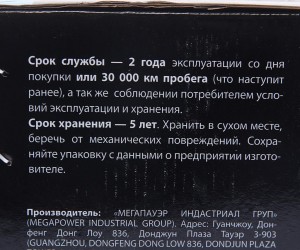 Срок службы — 2 года эксплуатации со дня
покупки или 30 000 км пробега (что наступит
ранее), а так же соблюдении потребителем усло-
вий эксплуатации и хранения.
Срок хранения — 5 лет. Хранить в сухом месте,
беречь от механических повреждений. Сохра-
няйте упаковку с данными о предприятии изгото-
вителе.
Производитель: «МЕГАПАУЭР ИНДАСТРИАЛ ГРУП»
(MEGAPOWER INDUSTRIAL GROUP). Адрес: Гуанчжоу, Дон-
фенг Донг Лоу 836, Донджун Плаза Тауэр 3-903
(GUANGZHOU, DONGFENG DONG LOW 836, DONDJUN PLAZA